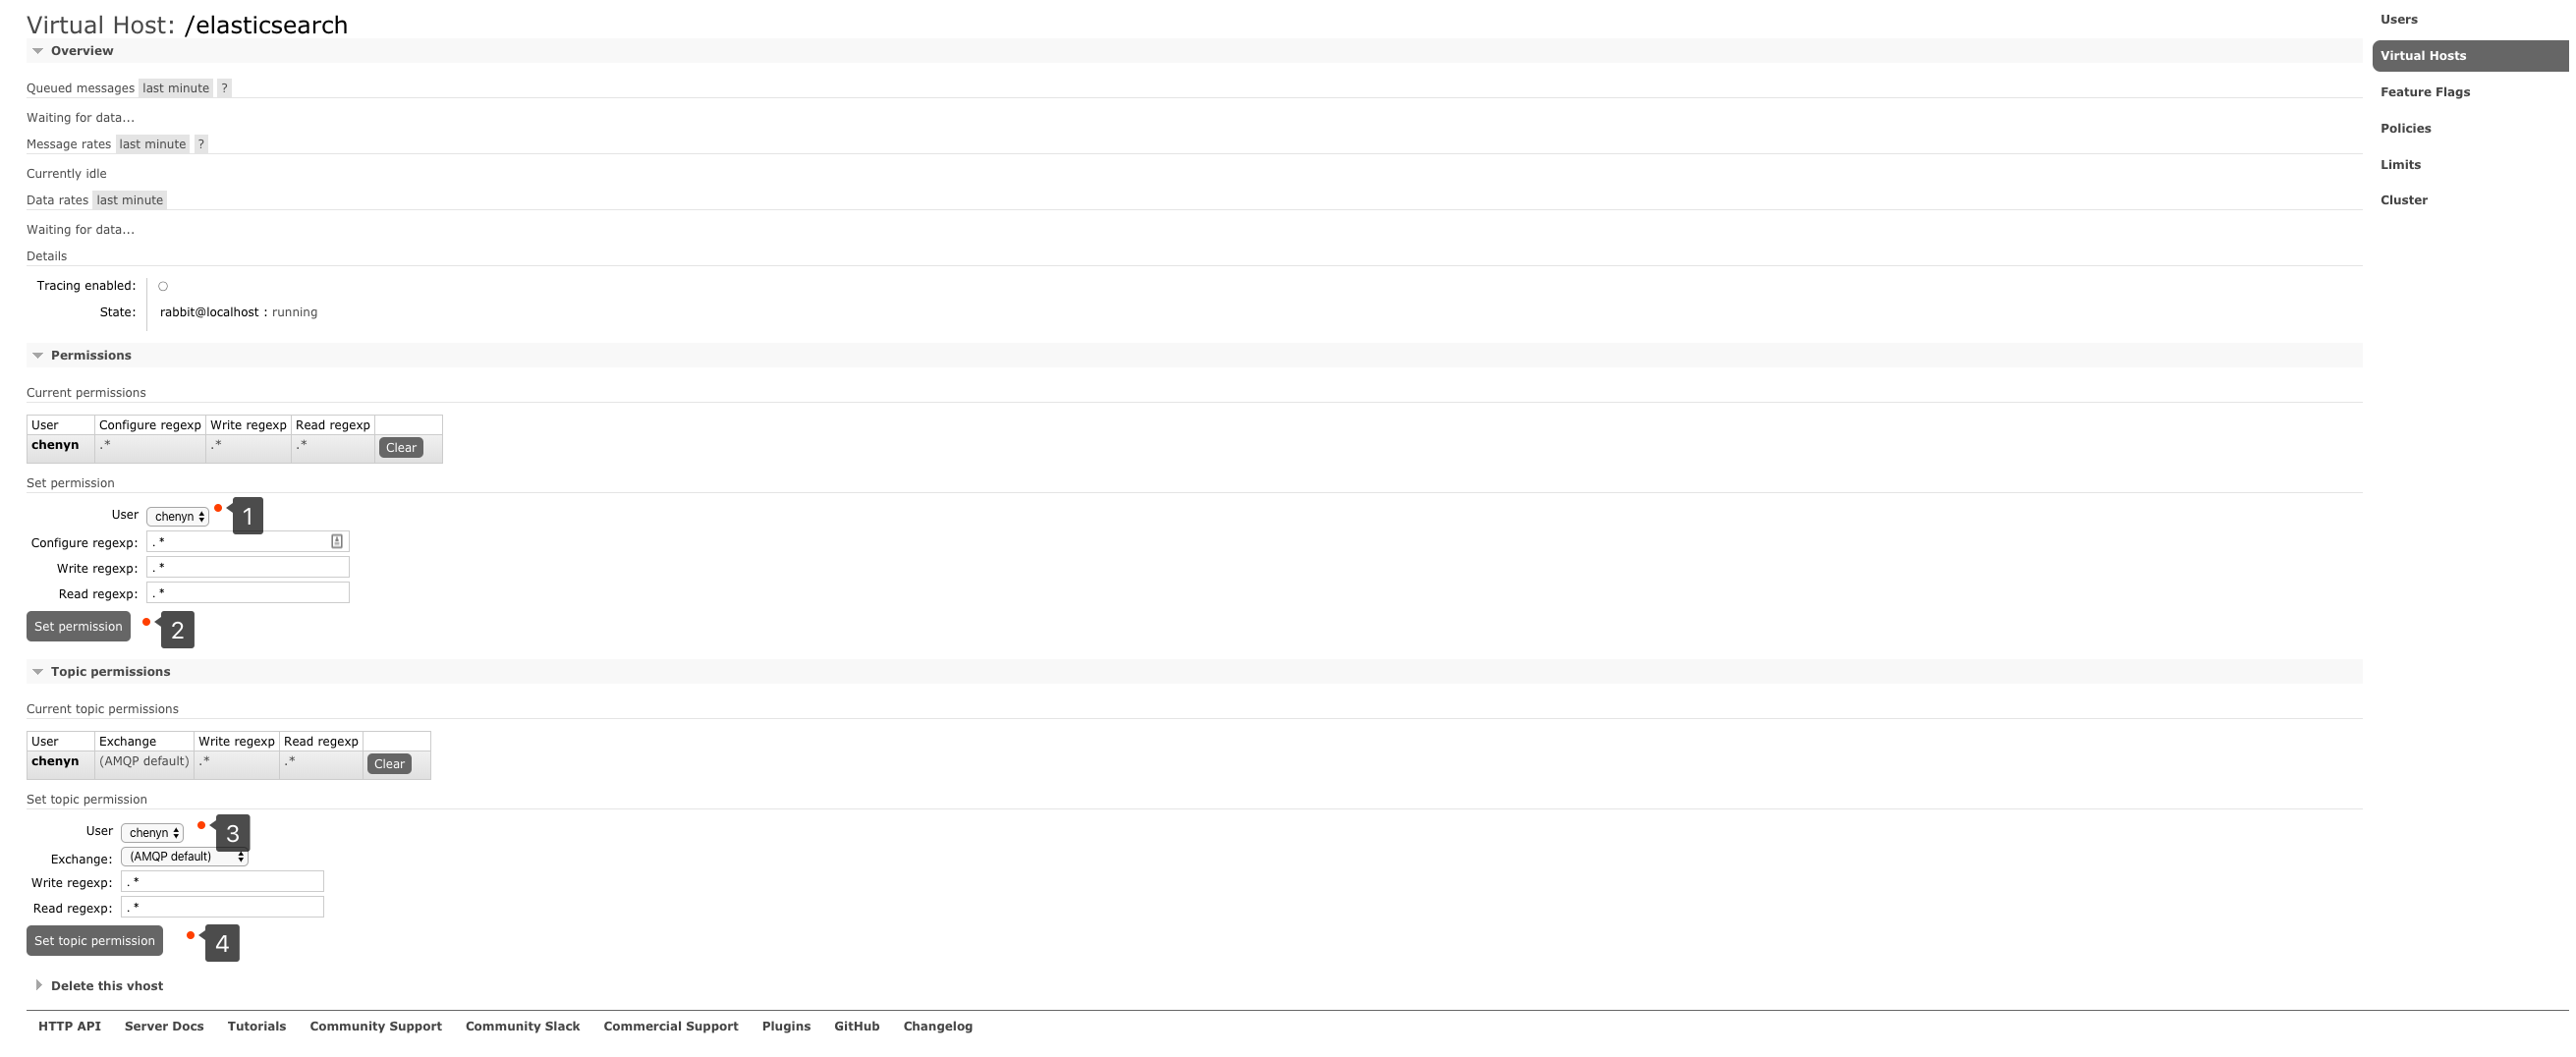 Virtual Host: /elasticsearch
Overview
Queued messages last minute ?
Waiting for data...
Message rates last minute ?
Currently idle
Data rates last minute
Waiting for data...
Details
Tracing enabled:
State: rabbit@localhost : running
Permissions
Current permissions
User Configure regexp Write regexp Read regexp
chenyn .* .* .* Clear
Set permission
User chenyn 1
Configure regexp: .*
Write regexp: .*
Read regexp: .*
Set permission 2
Topic permissions
Current topic permissions
User Exchange Write regexp Read regexp
chenyn (AMQP default) .* .* Clear
Set topic permission
User chenyn 3
Exchange: (AMQP default)
Write regexp: .*
Read regexp: .*
Set topic permission 4
Delete this vhost
HTTP API Server Docs Tutorials Community Support Community Slack Commercial Support Plugins GitHub Changelog
Users
Virtual Hosts
Feature Flags
Policies
Limits
Cluster